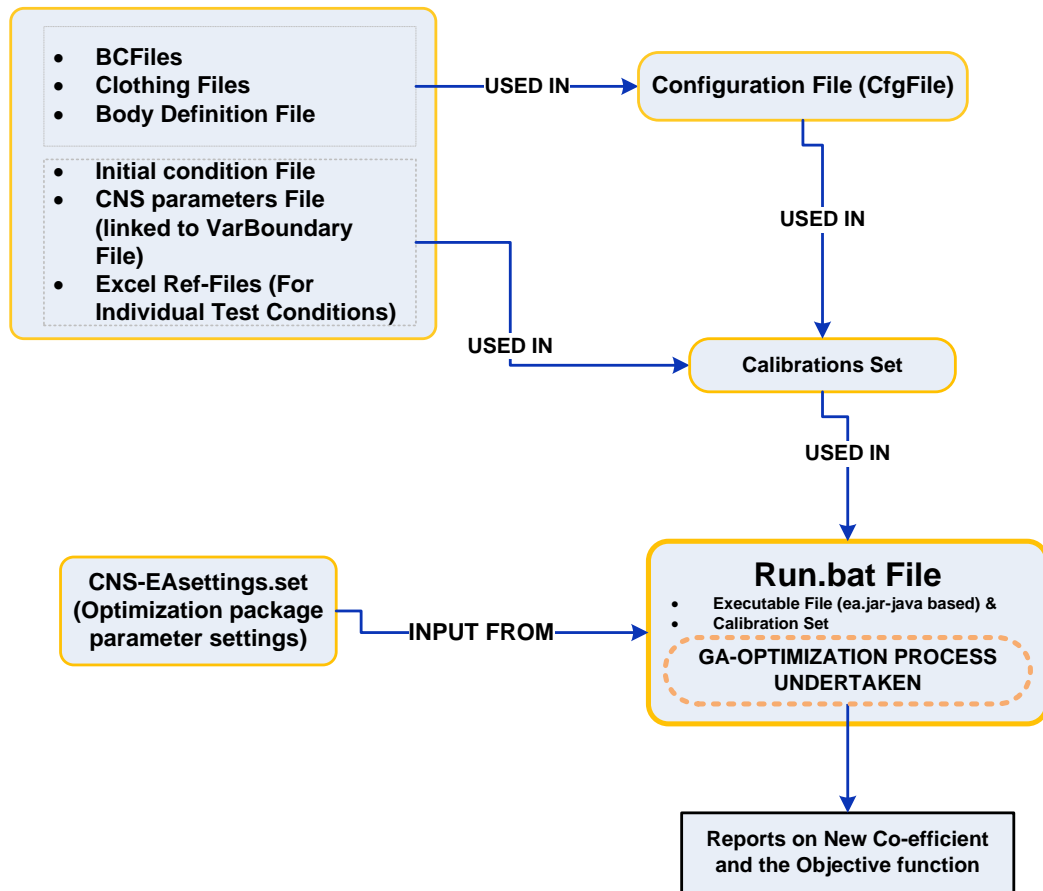 • BCFiles
• Clothing Files
• Body Definition File
USED IN
Configuration File (CfgFile)
• Initial condition File
• CNS parameters File
(linked to VarBoundary
File)
• Excel Ref-Files (For
Individual Test Conditions)
USED IN
USED IN
Calibrations Set
USED IN
CNS-EAsettings.set
(Optimization package
parameter settings)
INPUT FROM
Run.bat File
• Executable File (ea.jar-java based) &
• Calibration Set
GA-OPTIMIZATION PROCESS
UNDERTAKEN
Reports on New Co-efficient
and the Objective function